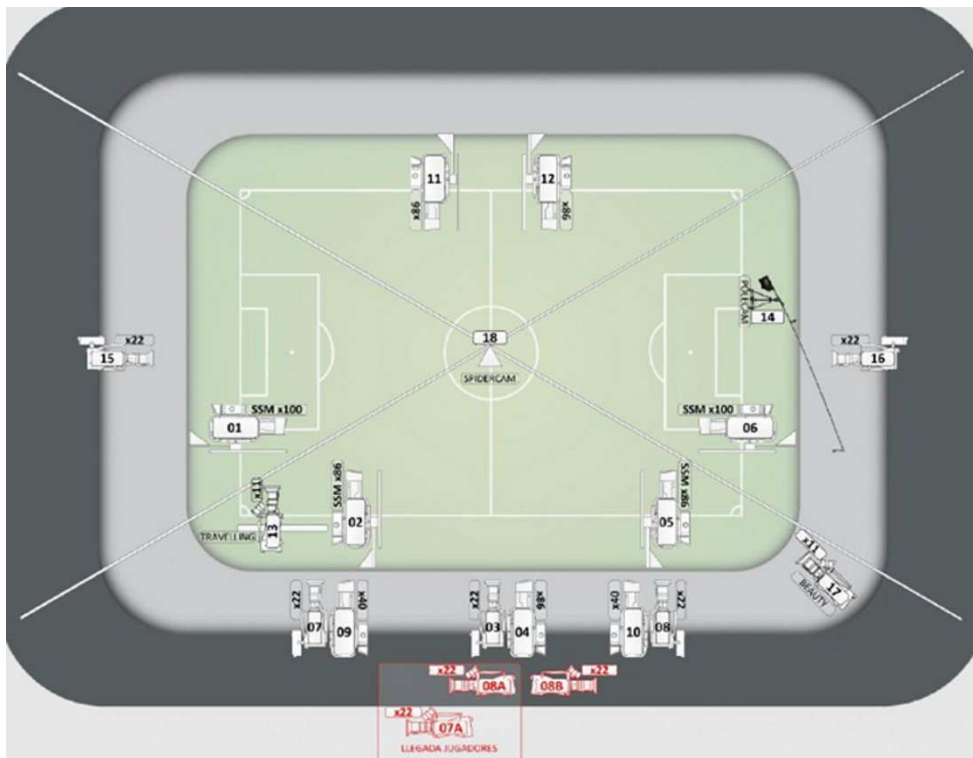 11
x86
12
x86
18
SPIDERCAM
POLECAM
14
x22
15
x22
16
SSM x100
01
SSM x100
06
x11
13
TRAVELLING
SSM x86
02
SSM x86
05
x11
17
BEAUTY
x22
07
x40
09
x22
03
x86
04
x40
10
x22
08
x22
08A
x22
08B
x22
07A
LLEGADA JUGADORES